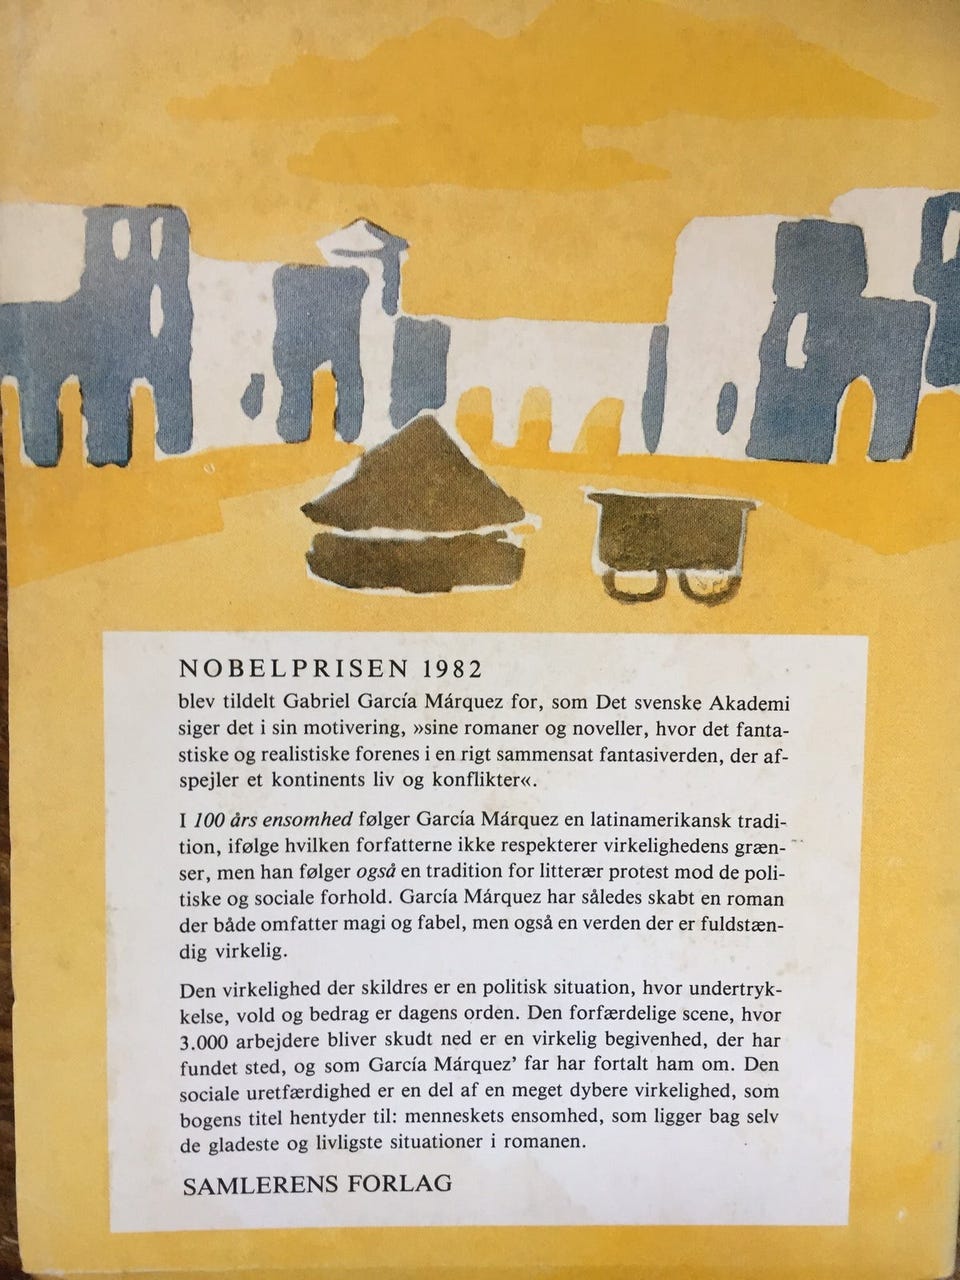 NOBELPRISEN 1982
blev tildelt Gabriel García Márquez for, som Det svenske Akademi
siger det i sin motivering, »sine romaner og noveller, hvor det fanta-
stiske og realistiske forenes i en rigt sammensat fantasiverden, der af-
spejler et kontinents liv og konflikter«.
I 100 års ensomhed følger García Márquez en latinamerikansk tradi-
tion, ifølge hvilken forfatterne ikke respekterer virkelighedens græn-
ser, men han følger også en tradition for litterær protest mod de poli-
tiske og sociale forhold. García Márquez har således skabt en roman
der både omfatter magi og fabel, men også en verden der er fuldstæn-
dig virkelig.
Den virkelighed der skildres er en politisk situation, hvor undertryk-
kelse, vold og bedrag er dagens orden. Den forfærdelige scene, hvor
3.000 arbejdere bliver skudt ned er en virkelig begivenhed, der har
fundet sted, og som García Márquez' far har fortalt ham om. Den
sociale uretfærdighed er en del af en meget dybere virkelighed, som
bogens titel hentyder til: menneskets ensomhed, som ligger bag selv
de gladeste og livligste situationer i romanen.
SAMLERENS FORLAG